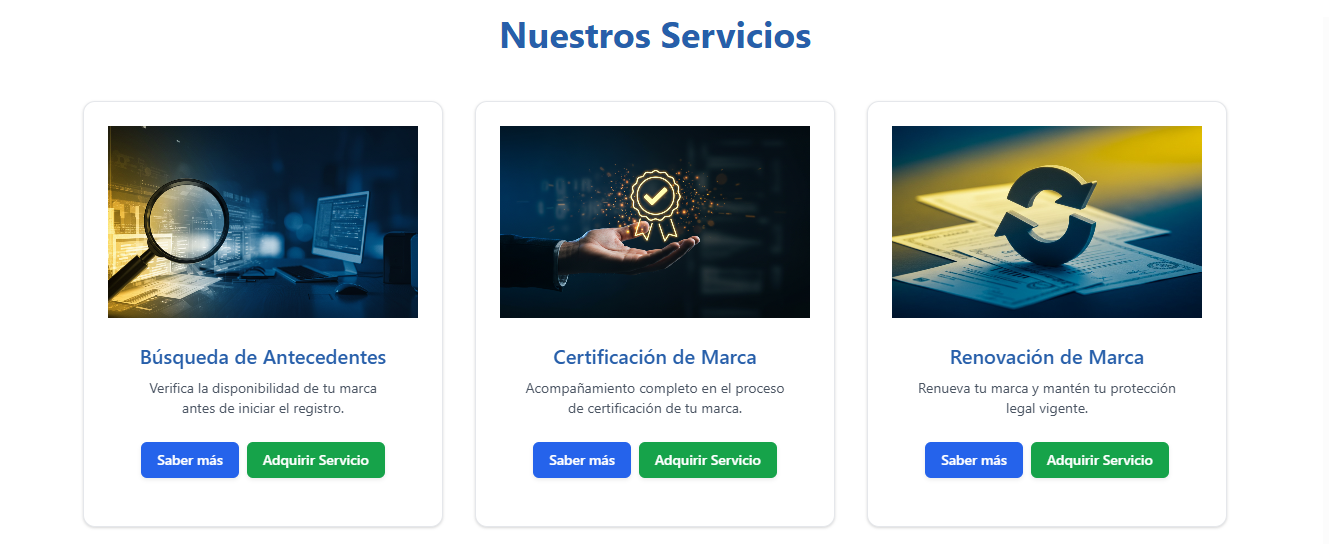 Nuestros Servicios
Búsqueda de Antecedentes
Verifica la disponibilidad de tu marca
antes de iniciar el registro.
Saber más
Adquirir Servicio
Certificación de Marca
Acompañamiento completo en el proceso
de certificación de tu marca.
Saber más
Adquirir Servicio
Renovación de Marca
Renueva tu marca y mantén tu protección
legal vigente.
Saber más
Adquirir Servicio